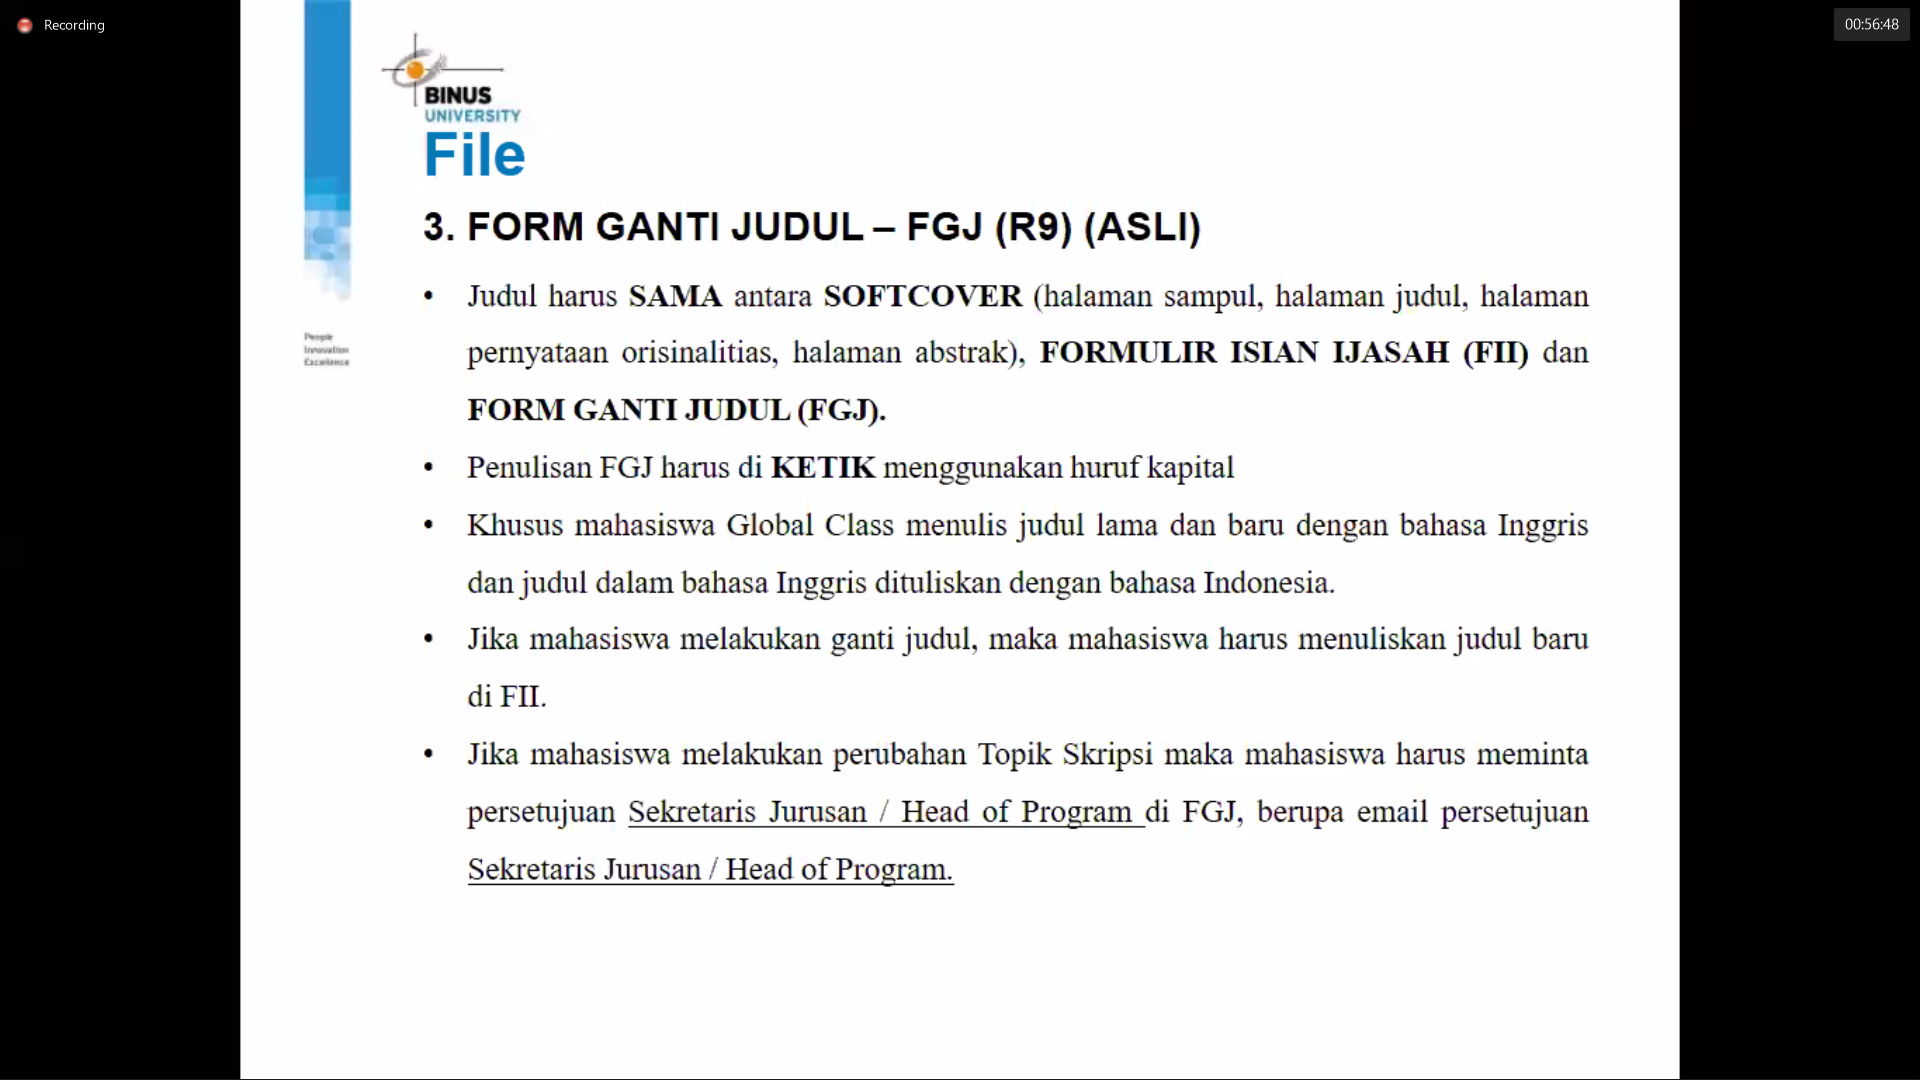 Recording
00:56:48
BINUS
UNIVERSITY
File
3. FORM GANTI JUDUL – FGJ (R9) (ASLI)
• Judul harus SAMA antara SOFTCOVER (halaman sampul, halaman judul, halaman
pernyataan orisinalitias, halaman abstrak), FORMULIR ISIAN IJASAH (FII) dan
FORM GANTI JUDUL (FGJ).
• Penulisan FGJ harus di KETIK menggunakan huruf kapital
• Khusus mahasiswa Global Class menulis judul lama dan baru dengan bahasa Inggris
dan judul dalam bahasa Inggris dituliskan dengan bahasa Indonesia.
• Jika mahasiswa melakukan ganti judul, maka mahasiswa harus menuliskan judul baru
di FII.
• Jika mahasiswa melakukan perubahan Topik Skripsi maka mahasiswa harus meminta
persetujuan Sekretaris Jurusan / Head of Program di FGJ, berupa email persetujuan
Sekretaris Jurusan / Head of Program.
People
Innovation
Excellence